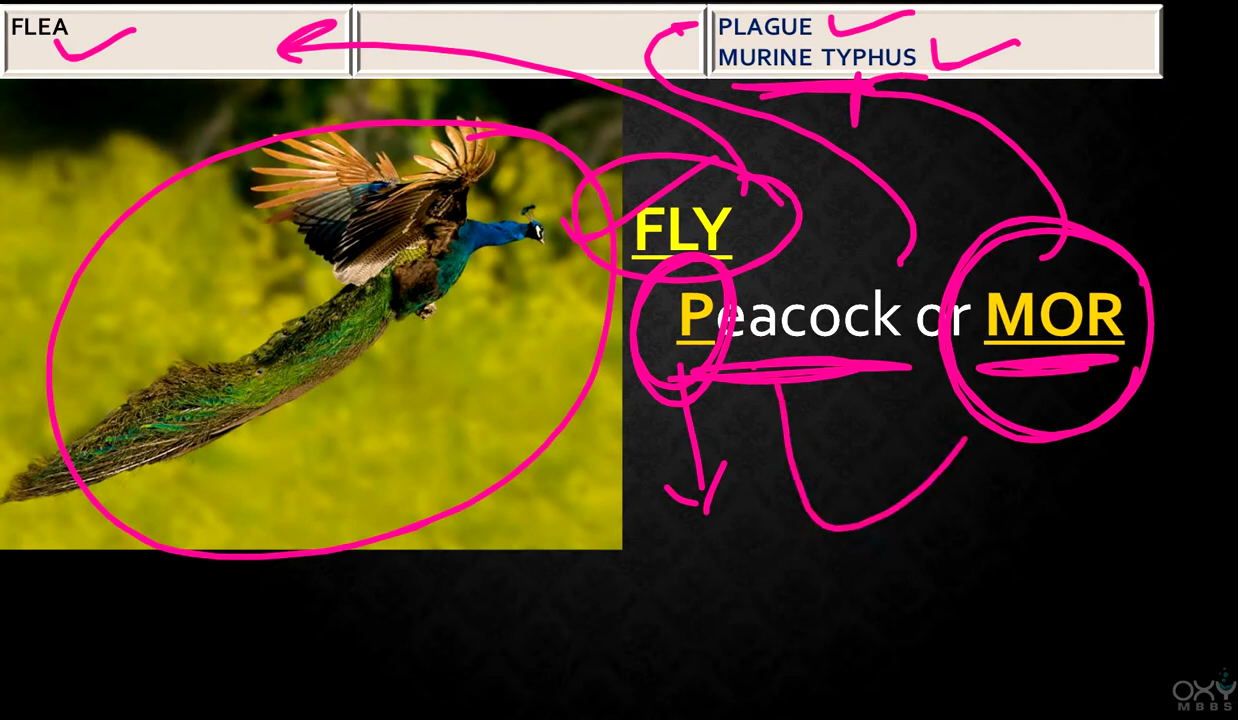 FLEA
PLAGUE
MURINE TYPHUS
FLY
Peacock or MOR
OXY
MBBS